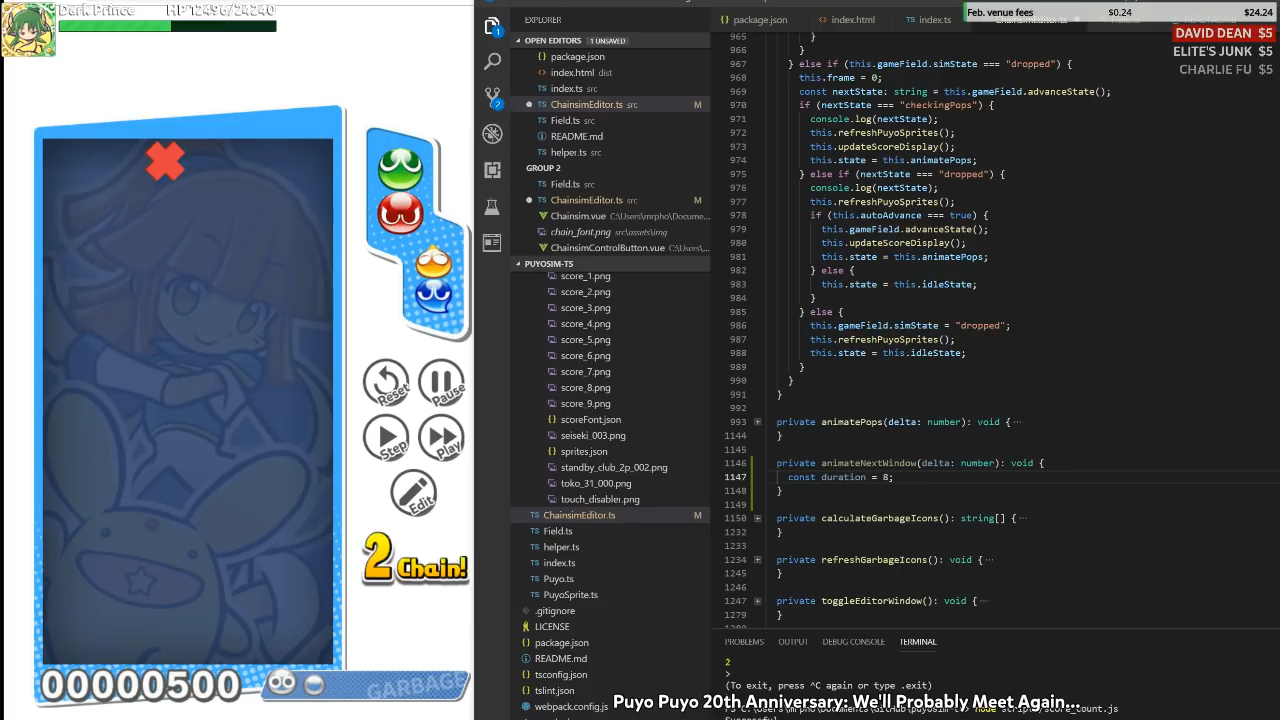 Dark Prince HP 12496/24240
Reset
Pause
Step
Play
Edit
2 Chain!
00000500
GARBAGE
EXPLORER
OPEN EDITORS 1 UNSAVED
package.json
index.html dist
index.ts
ChainsimEditor.ts src M
Field.ts src
README.md
helper.ts src
GROUP 2
Field.ts src
ChainsimEditor.ts src M
Chainsim.vue C:\Users\mrpho\Docume...
chain_font.png src\assets\img
ChainsimControlButton.vue C:\Users\...
PUYOSIM-TS
score_1.png
score_2.png
score_3.png
score_4.png
score_5.png
score_6.png
score_7.png
score_8.png
score_9.png
scoreFont.json
seiseki_003.png
sprites.json
standby_club_2p_002.png
toko_31_000.png
touch_disabler.png
ChainsimEditor.ts M
Field.ts
helper.ts
index.ts
Puyo.ts
PuyoSprite.ts
.gitignore
LICENSE
package.json
README.md
tsconfig.json
tslint.json
webpack.config.js
package.json index.html index.ts ChainsimEditor.ts
Feb. venue fees $0.24 $24.24
DAVID DEAN $5
ELITE'S JUNK $5
CHARLIE FU $5
965 }
966 }
967 } else if (this.gameField.simState === "dropped") {
968 this.frame = 0;
969 const nextState: string = this.gameField.advanceState();
970 if (nextState === "checkingPops") {
971 console.log(nextState);
972 this.refreshPuyoSprites();
973 this.updateScoreDisplay();
974 this.state = this.animatePops;
975 } else if (nextState === "dropped") {
976 console.log(nextState);
977 this.refreshPuyoSprites();
978 if (this.autoAdvance === true) {
979 this.gameField.advanceState();
980 this.updateScoreDisplay();
981 this.state = this.animatePops;
982 } else {
983 this.state = this.idleState;
984 }
985 } else {
986 this.gameField.simState = "dropped";
987 this.refreshPuyoSprites();
988 this.state = this.idleState;
989 }
990 }
991 }
992
993 private animatePops(delta: number): void {
1144 }
1145
1146 private animateNextWindow(delta: number): void {
1147 const duration = 8;
1148 }
1149
1150 private calculateGarbageIcons(): string[] {
1232 }
1233
1234 private refreshGarbageIcons(): void {
1245 }
1246
1247 private toggleEditorWindow(): void {
1279 }
PROBLEMS OUTPUT DEBUG CONSOLE TERMINAL
2
>
(To exit, press ^C again or type .exit)
Puyo Puyo 20th Anniversary: We'll Probably Meet Again...